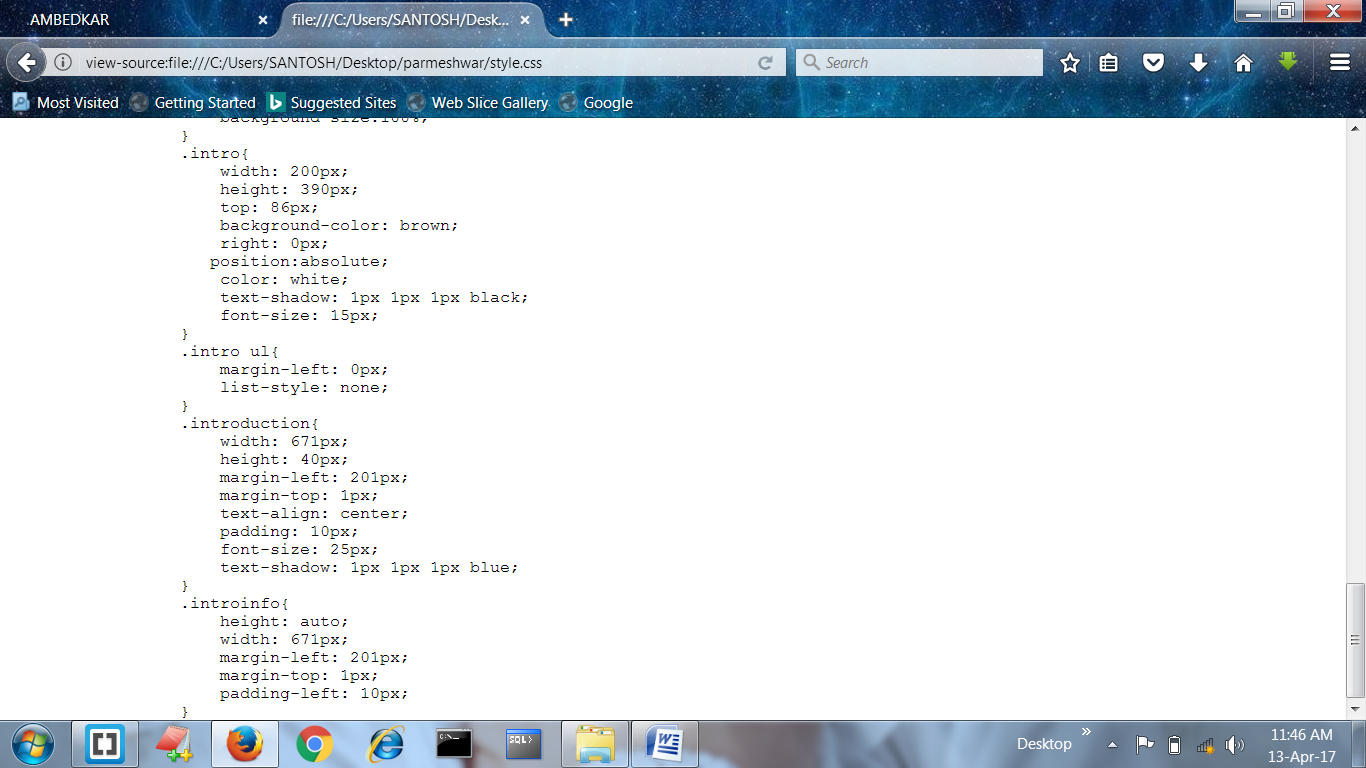 AMBEDKAR
file:///C:/Users/SANTOSH/Desk...
view-source:file:///C:/Users/SANTOSH/Desktop/parmeshwar/style.css
Search
Most Visited
Getting Started
Suggested Sites
Web Slice Gallery
Google
background-size:100%;
}
.intro{
width: 200px;
height: 390px;
top: 86px;
background-color: brown;
right: 0px;
position:absolute;
color: white;
text-shadow: 1px 1px 1px black;
font-size: 15px;
}
.intro ul{
margin-left: 0px;
list-style: none;
}
.introduction{
width: 671px;
height: 40px;
margin-left: 201px;
margin-top: 1px;
text-align: center;
padding: 10px;
font-size: 25px;
text-shadow: 1px 1px 1px blue;
}
.introinfo{
height: auto;
width: 671px;
margin-left: 201px;
margin-top: 1px;
padding-left: 10px;
}
C:\>_
SQL>
Desktop
11:46 AM
13-Apr-17